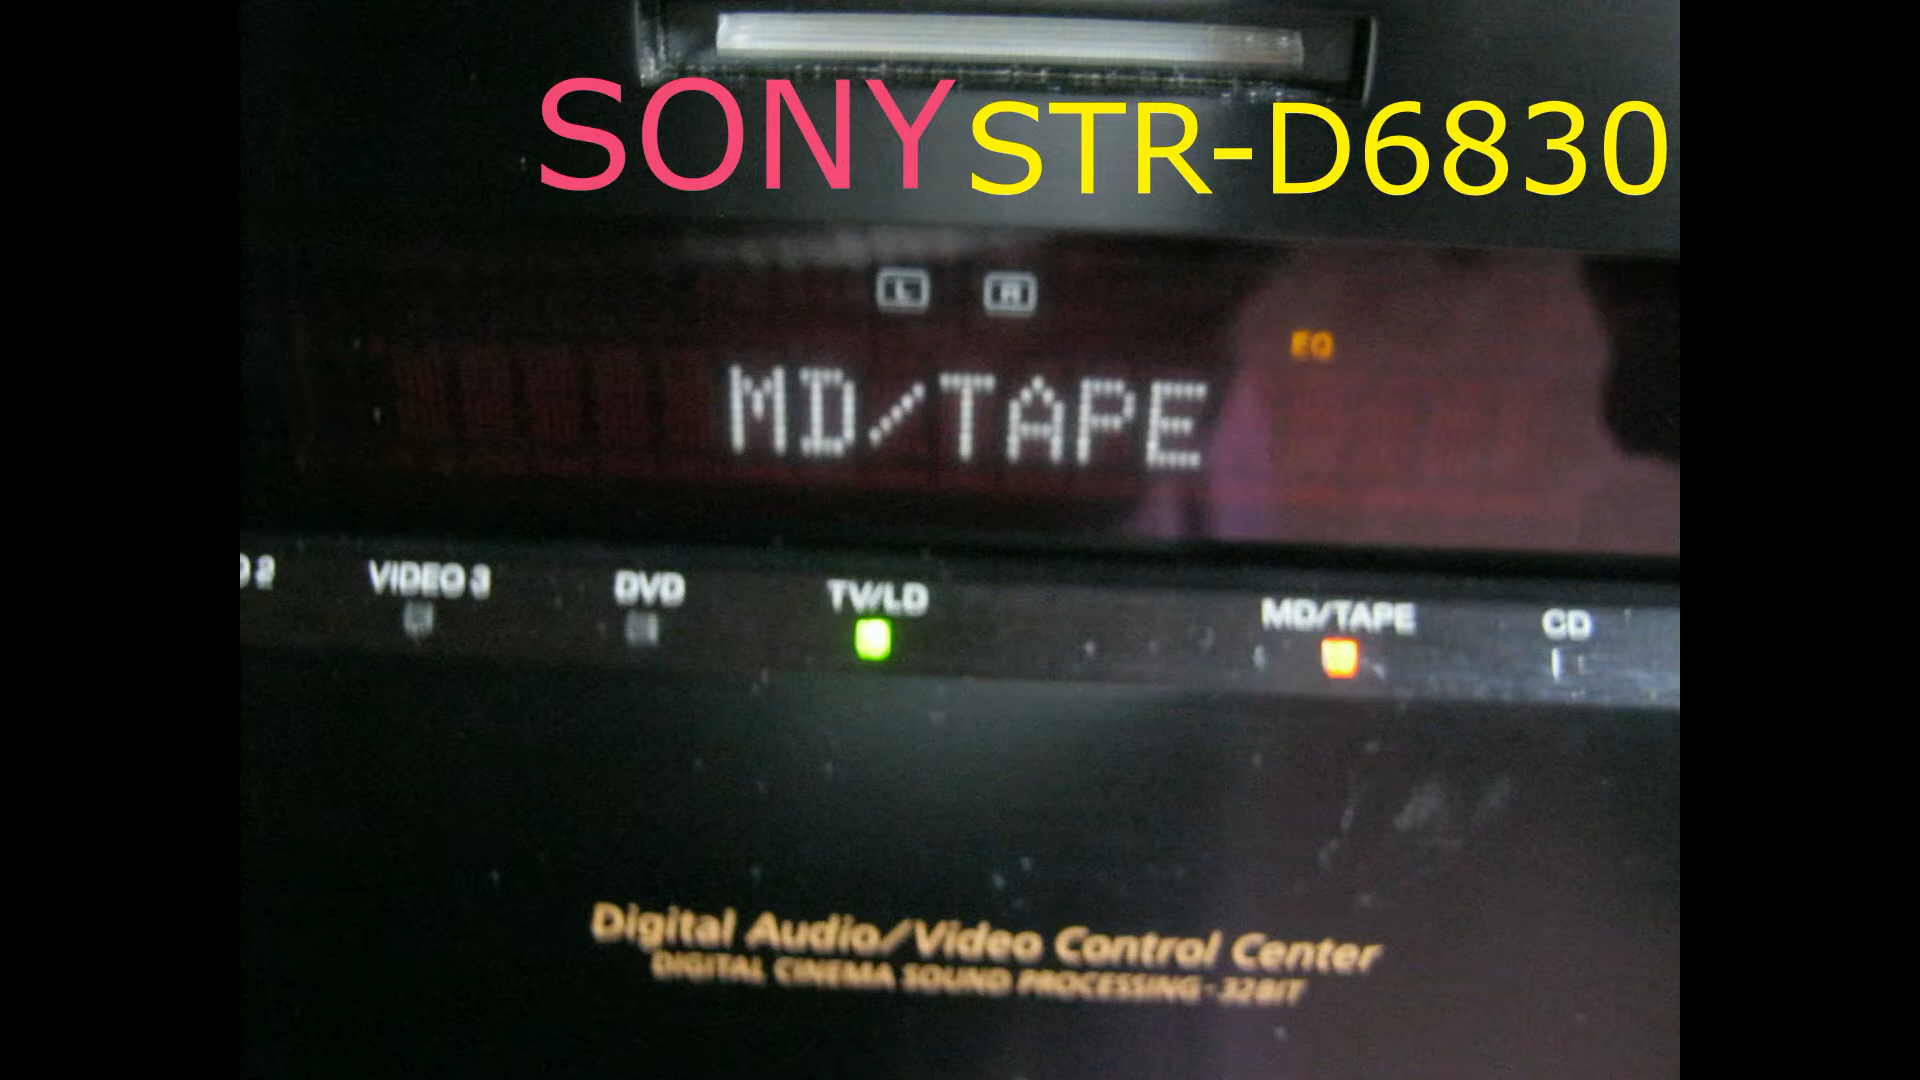 SONY STR-D6830
L R
EQ
MD/TAPE
2 VIDEO 3 DVD TV/LD MD/TAPE CD
Digital Audio/Video Control Center
DIGITAL CINEMA SOUND PROCESSING-32BIT